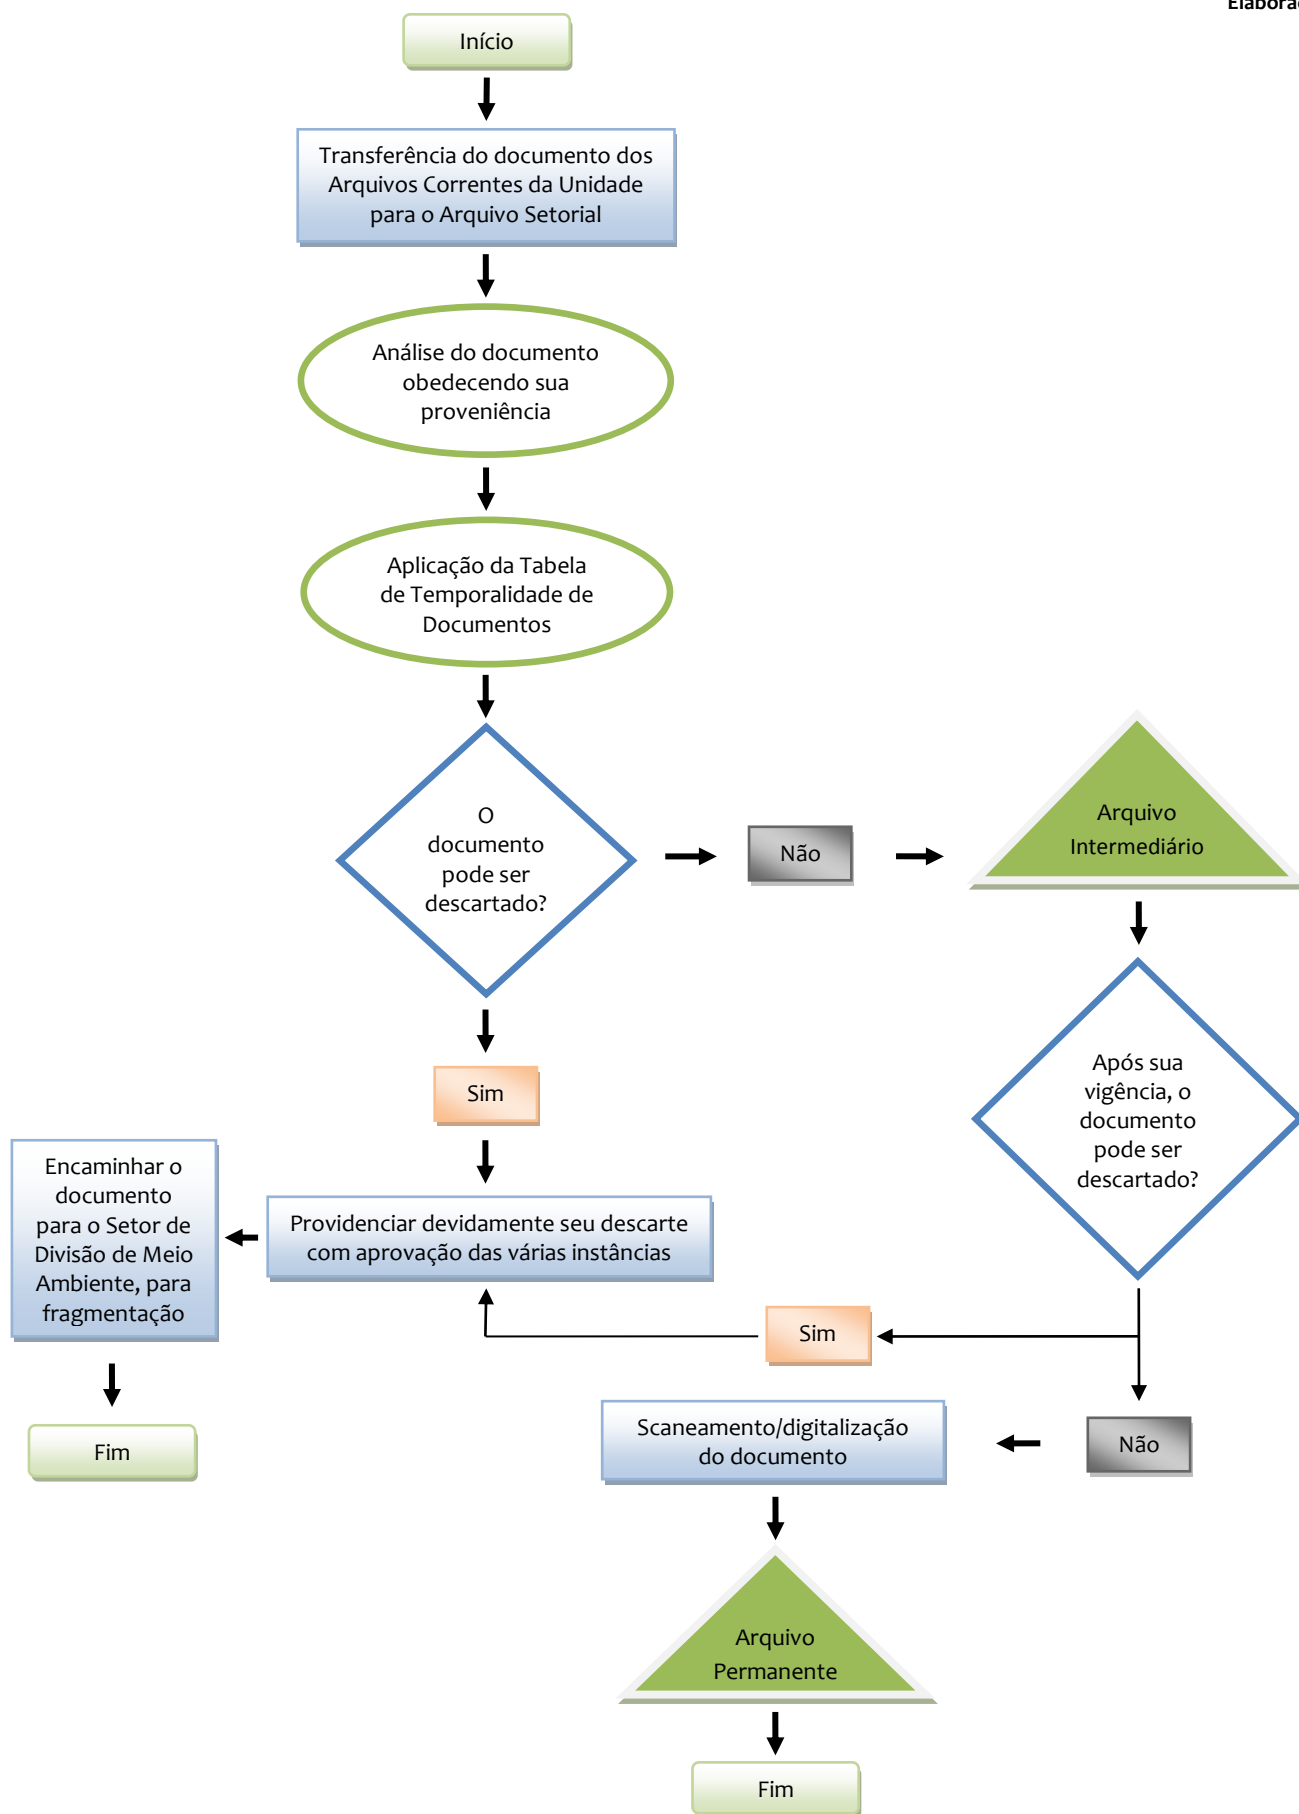 Início
Transferência do documento dos
Arquivos Correntes da Unidade
para o Arquivo Setorial
Análise do documento
obedecendo sua
proveniência
Aplicação da Tabela
de Temporalidade de
Documentos
O
documento
pode ser
descartado?
Não
Arquivo
Intermediário
Após sua
vigência, o
documento
pode ser
descartado?
Sim
Providenciar devidamente seu descarte
com aprovação das várias instâncias
Encaminhar o
documento
para o Setor de
Divisão de Meio
Ambiente, para
fragmentação
Fim
Sim
Não
Scaneamento/digitalização
do documento
Arquivo
Permanente
Fim